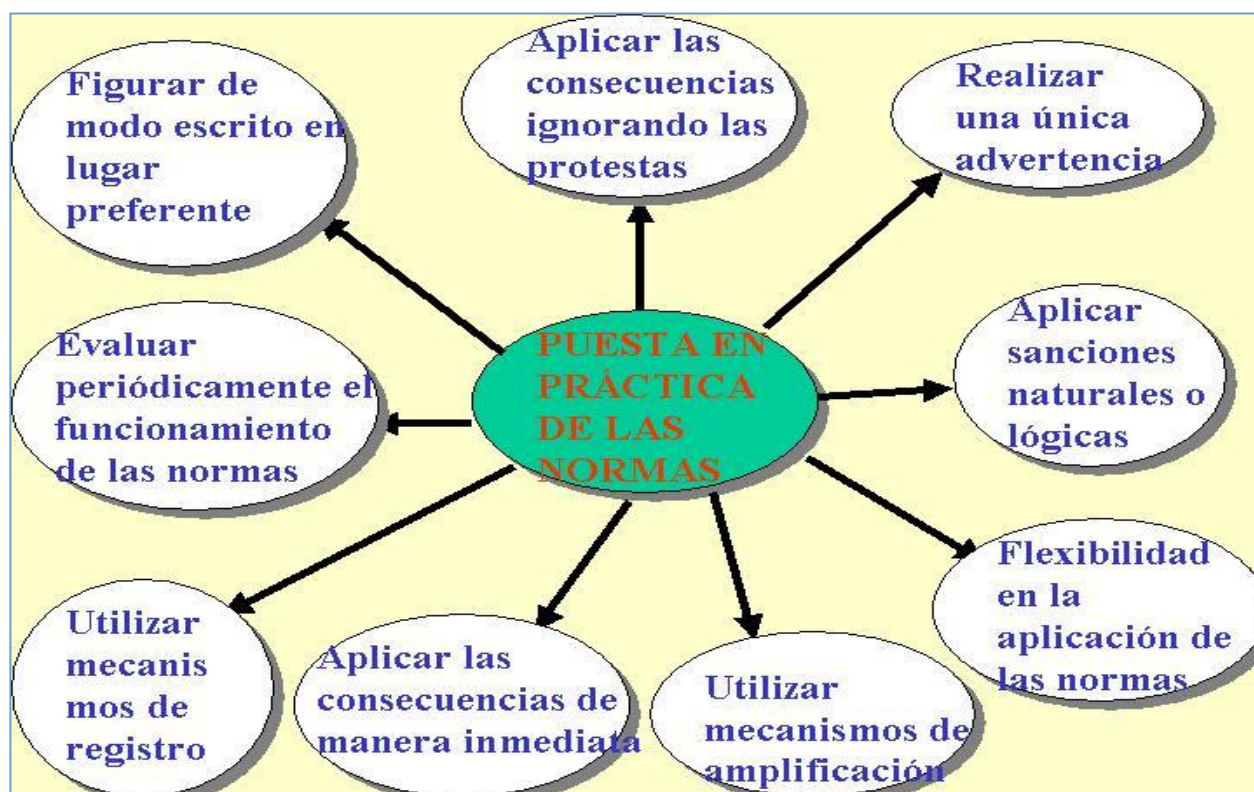 Figurar de
modo escrito en
lugar
preferente
Aplicar las
consecuencias
ignorando las
protestas
Realizar
una única
advertencia
Evaluar
periódicamente el
funcionamiento
de las normas
PUESTA EN
PRÁCTICA
DE LAS
NORMAS
Aplicar
sanciones
naturales o
lógicas
Utilizar
mecanis
mos de
registro
Aplicar las
consecuencias de
manera inmediata
Utilizar
mecanismos de
amplificación
Flexibilidad
en la
aplicación de
las normas